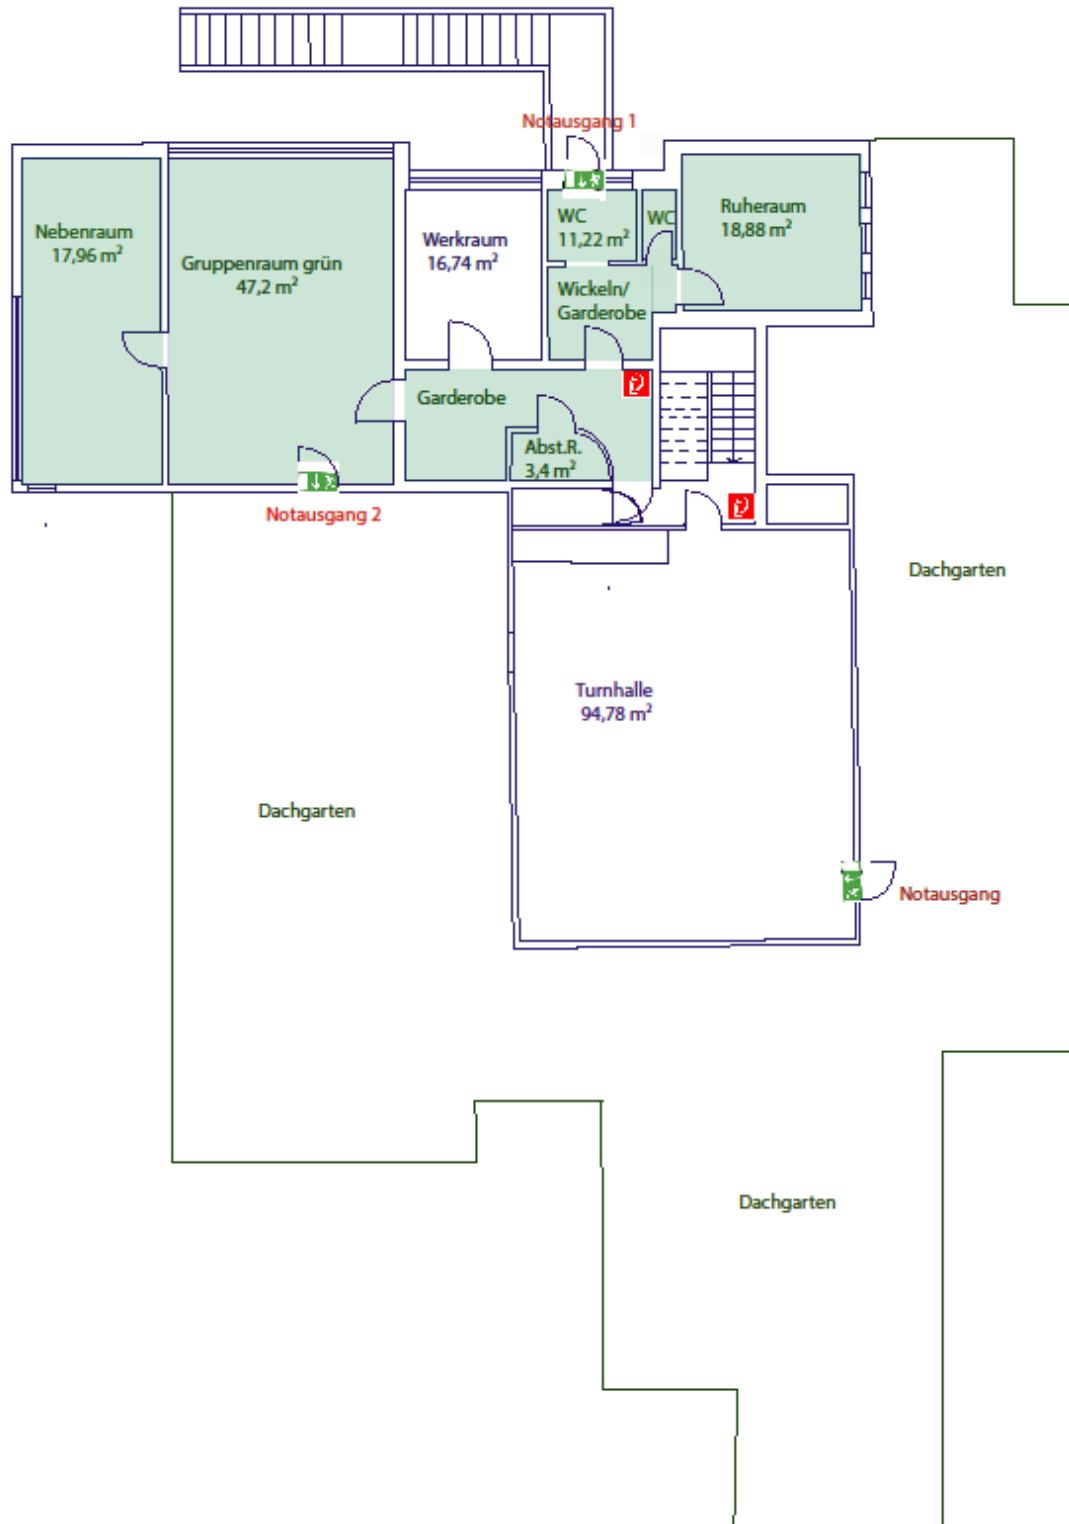 Notausgang 1
Nebenraum
17,96 m²
Gruppenraum grün
47,2 m²
Werkraum
16,74 m²
WC
11,22 m²
WC
Ruheraum
18,88 m²
Wickeln/
Garderobe
Garderobe
Abst.R.
3,4 m²
Notausgang 2
Dachgarten
Turnhalle
94,78 m²
Dachgarten
Notausgang
Dachgarten